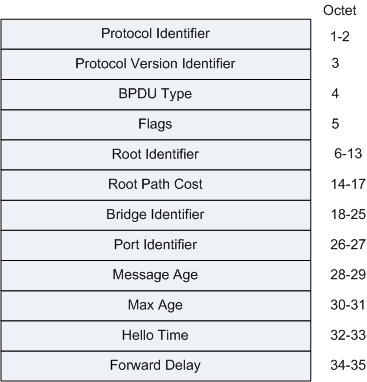 Octet
Protocol Identifier 1-2
Protocol Version Identifier 3
BPDU Type 4
Flags 5
Root Identifier 6-13
Root Path Cost 14-17
Bridge Identifier 18-25
Port Identifier 26-27
Message Age 28-29
Max Age 30-31
Hello Time 32-33
Forward Delay 34-35